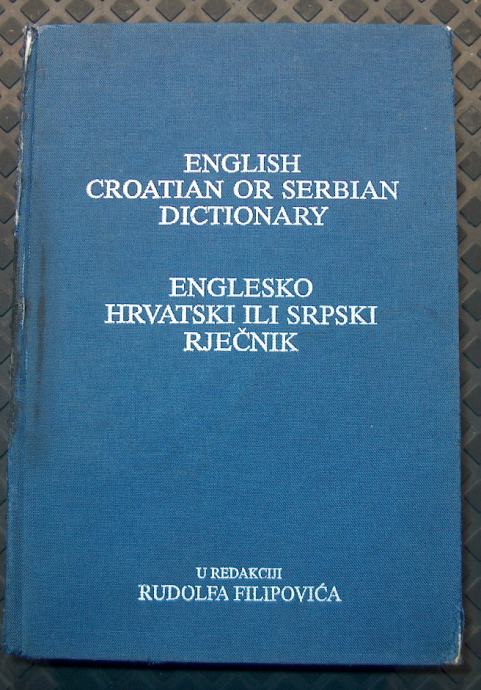 ENGLISH
CROATIAN OR SERBIAN
DICTIONARY
ENGLESKO
HRVATSKI ILI SRPSKI
RJEČNIK
U REDAKCIJI
RUDOLFA FILIPOVIĆA